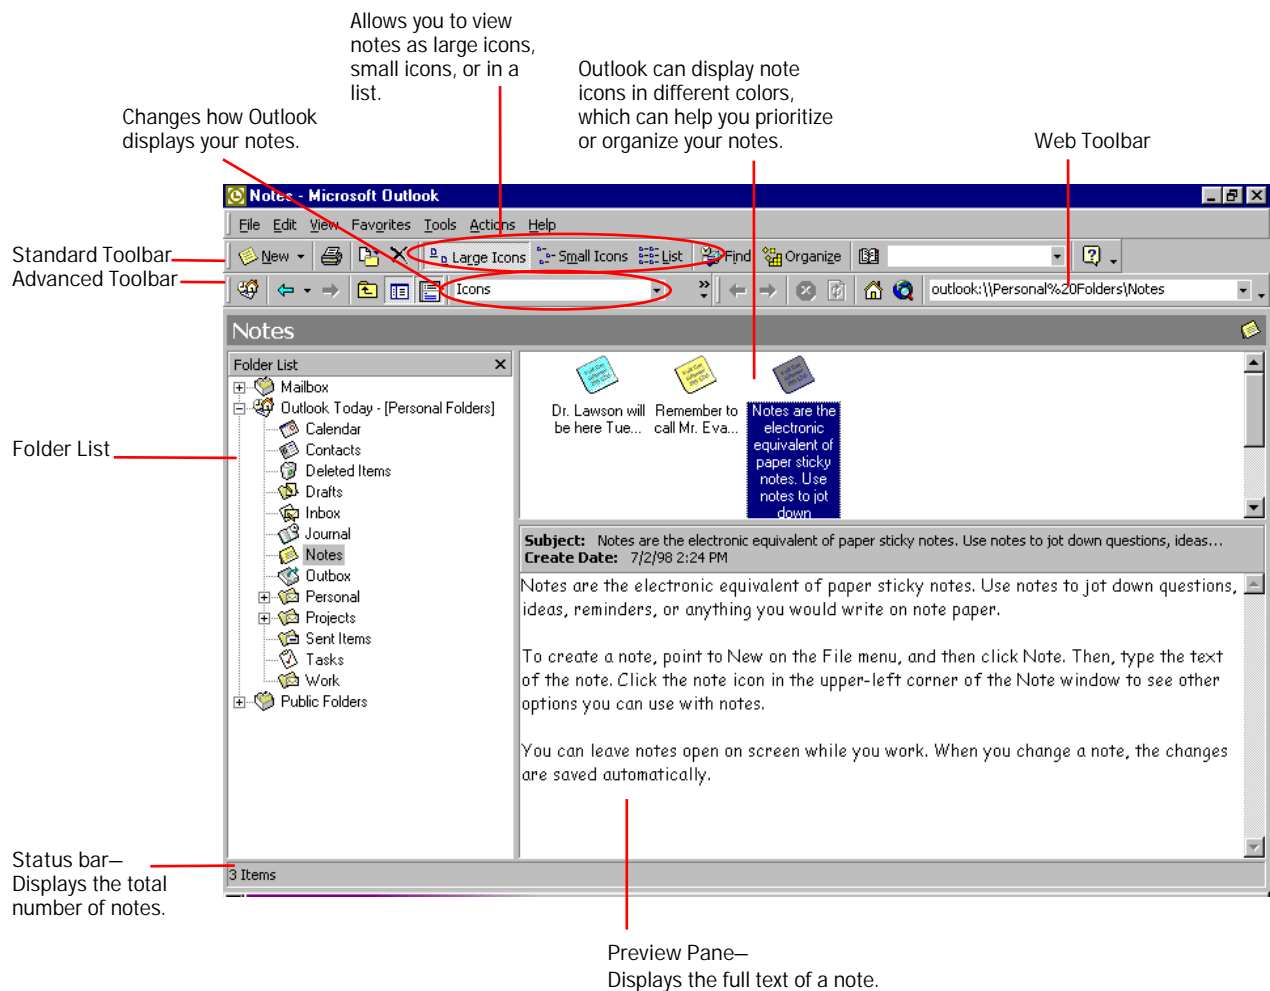 Allows you to view
notes as large icons,
small icons, or in a
list.
Outlook can display note
icons in different colors,
which can help you prioritize
or organize your notes.
Changes how Outlook
displays your notes.
Web Toolbar
Notes - Microsoft Outlook
File Edit View Favorites Tools Actions Help
Standard Toolbar
New Large Icons Small Icons List Find Organize
Advanced Toolbar
Icons
outlook:\\Personal%20Folders\Notes
Notes
Folder List
Mailbox
Outlook Today - [Personal Folders]
Calendar
Contacts
Deleted Items
Drafts
Inbox
Journal
Notes
Outbox
Personal
Projects
Sent Items
Tasks
Work
Public Folders
Folder List
Dr. Lawson will
be here Tue...
Remember to
call Mr. Eva...
Notes are the
electronic
equivalent of
paper sticky
notes. Use
notes to jot
down
Subject: Notes are the electronic equivalent of paper sticky notes. Use notes to jot down questions, ideas...
Create Date: 7/2/98 2:24 PM
Notes are the electronic equivalent of paper sticky notes. Use notes to jot down questions,
ideas, reminders, or anything you would write on note paper.
To create a note, point to New on the File menu, and then click Note. Then, type the text
of the note. Click the note icon in the upper-left corner of the Note window to see other
options you can use with notes.
You can leave notes open on screen while you work. When you change a note, the changes
are saved automatically.
Status bar—
Displays the total
number of notes.
3 Items
Preview Pane—
Displays the full text of a note.